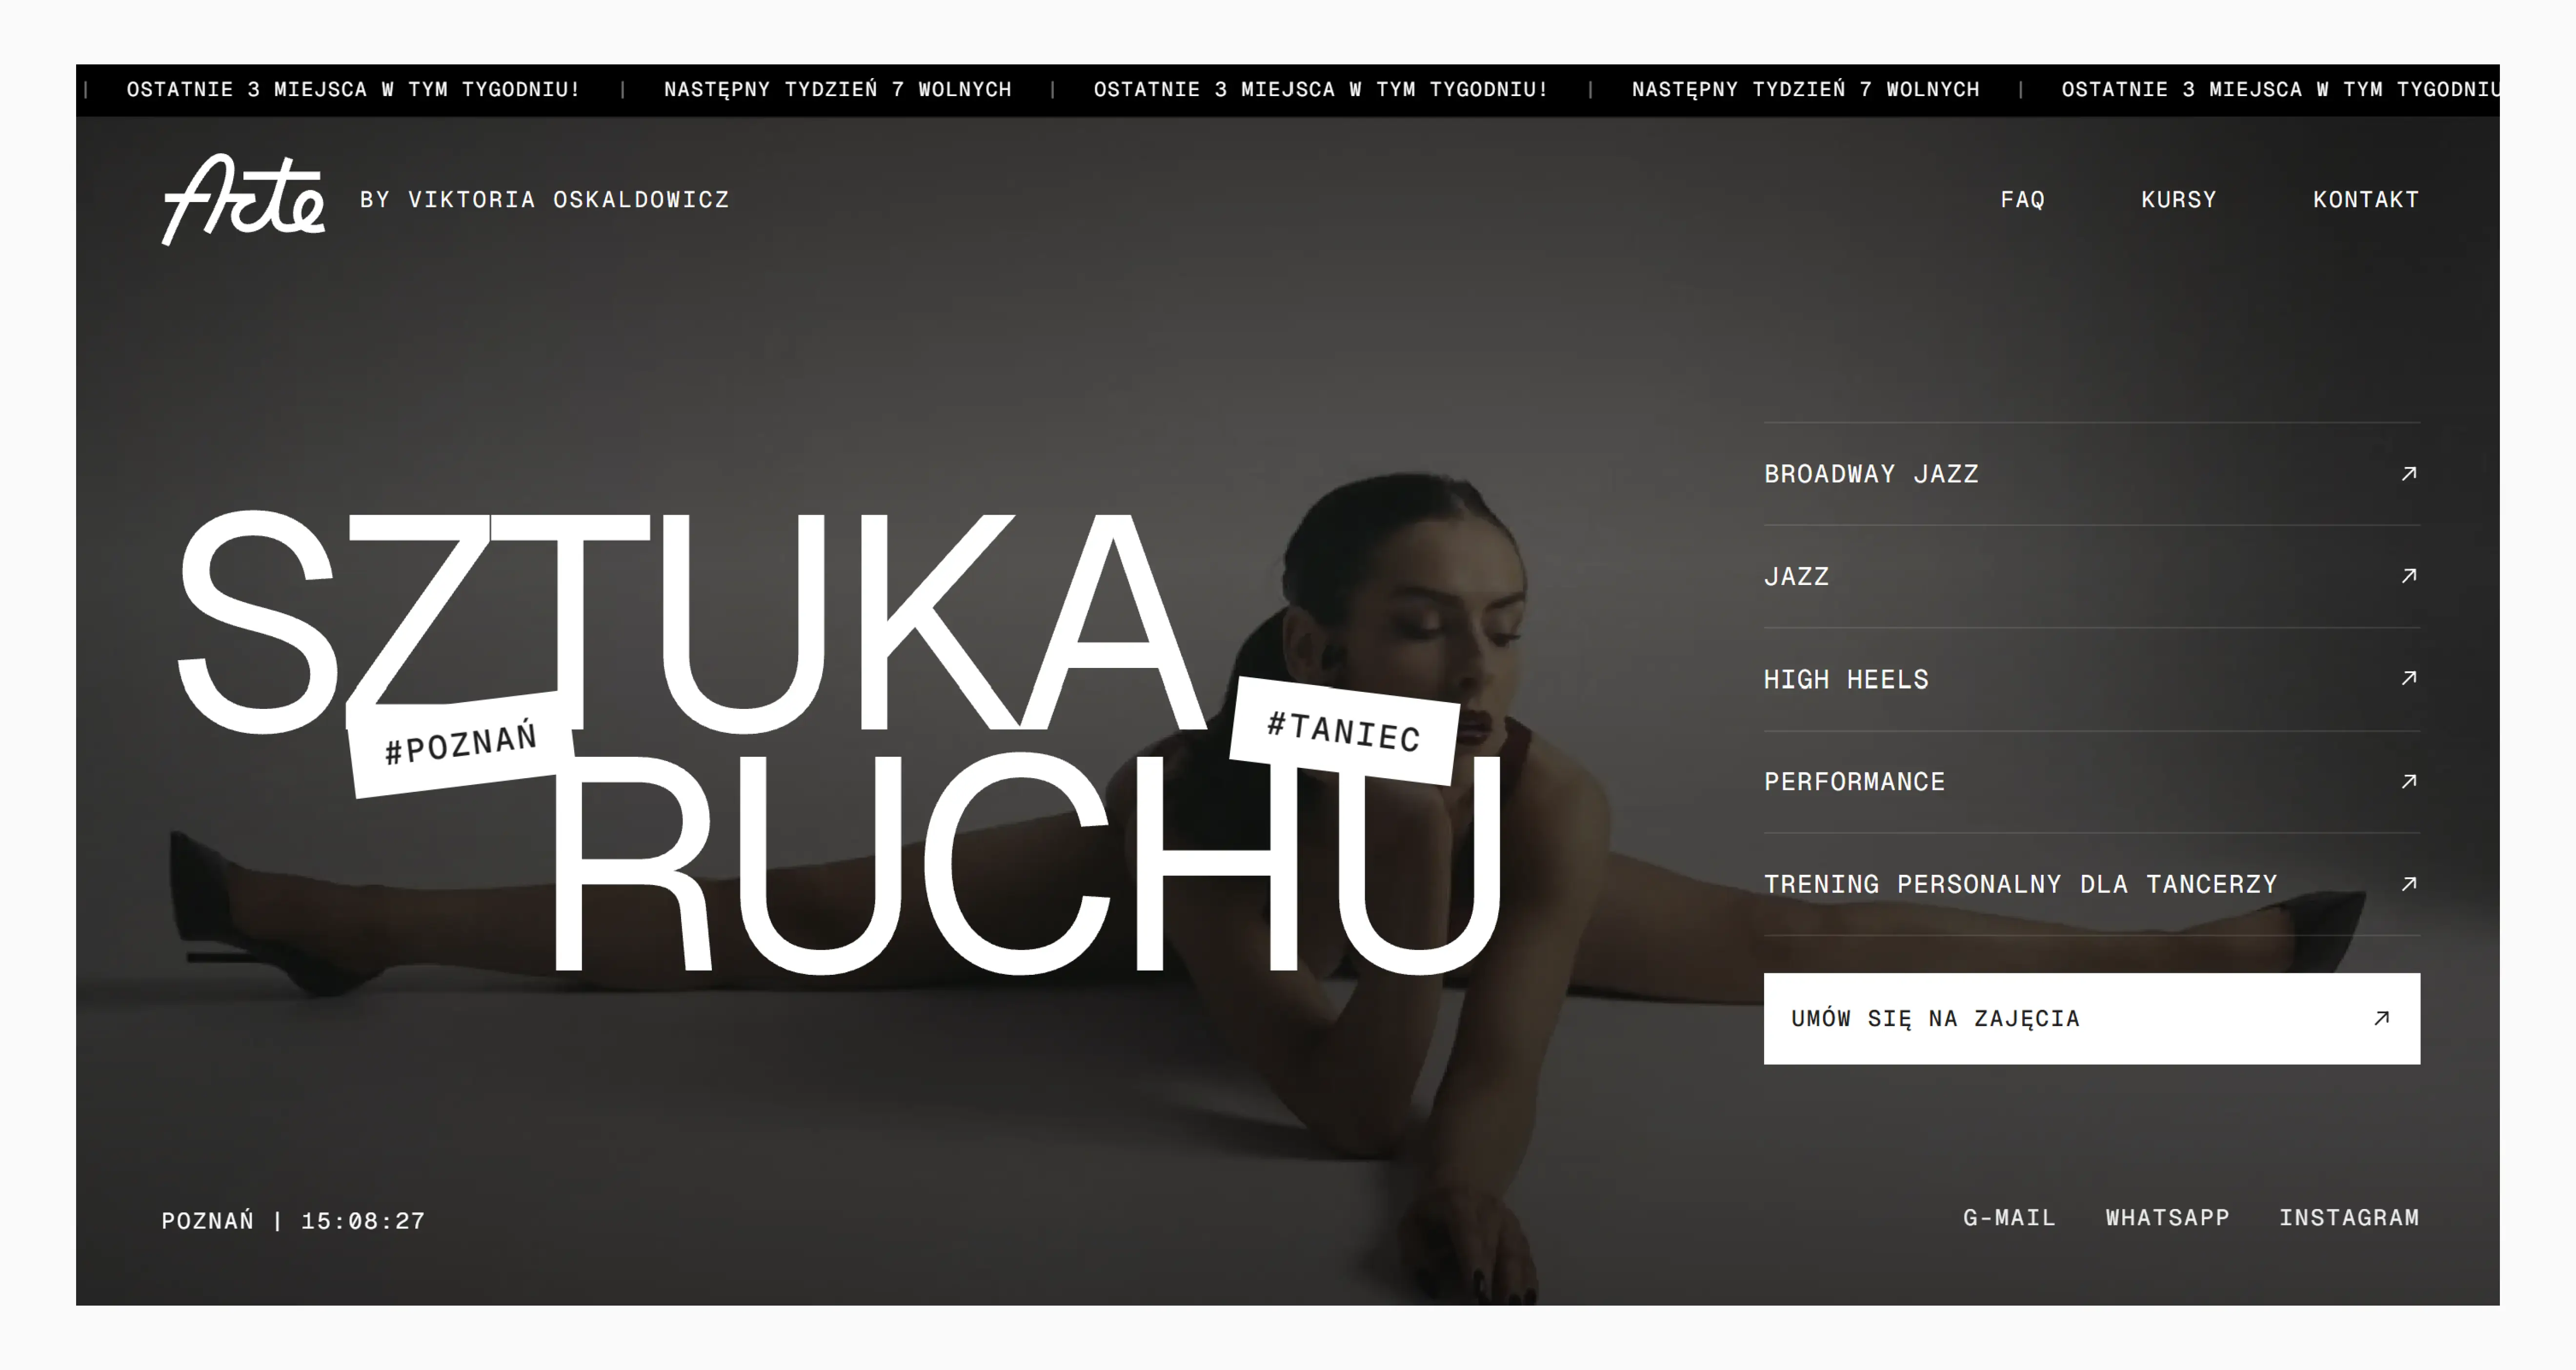 | OSTATNIE 3 MIEJSCA W TYM TYGODNIU! | NASTĘPNY TYDZIEŃ 7 WOLNYCH | OSTATNIE 3 MIEJSCA W TYM TYGODNIU! | NASTĘPNY TYDZIEŃ 7 WOLNYCH | OSTATNIE 3 MIEJSCA W TYM TYGODNIU
Arte BY VIKTORIA OSKALDOWICZ
FAQ KURSY KONTAKT
SZTUKA
#POZNAŃ
#TANIEC
RUCHU
BROADWAY JAZZ
JAZZ
HIGH HEELS
PERFORMANCE
TRENING PERSONALNY DLA TANCERZY
UMÓW SIĘ NA ZAJĘCIA
POZNAŃ | 15:08:27
G-MAIL WHATSAPP INSTAGRAM